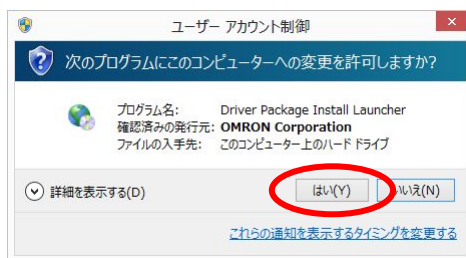 ユーザー アカウント制御
次のプログラムにこのコンピューターへの変更を許可しますか?
プログラム名: Driver Package Install Launcher
確認済みの発行元: OMRON Corporation
ファイルの入手先: このコンピューター上のハード ドライブ
詳細を表示する(D) はい(Y) いいえ(N)
これらの通知を表示するタイミングを変更する